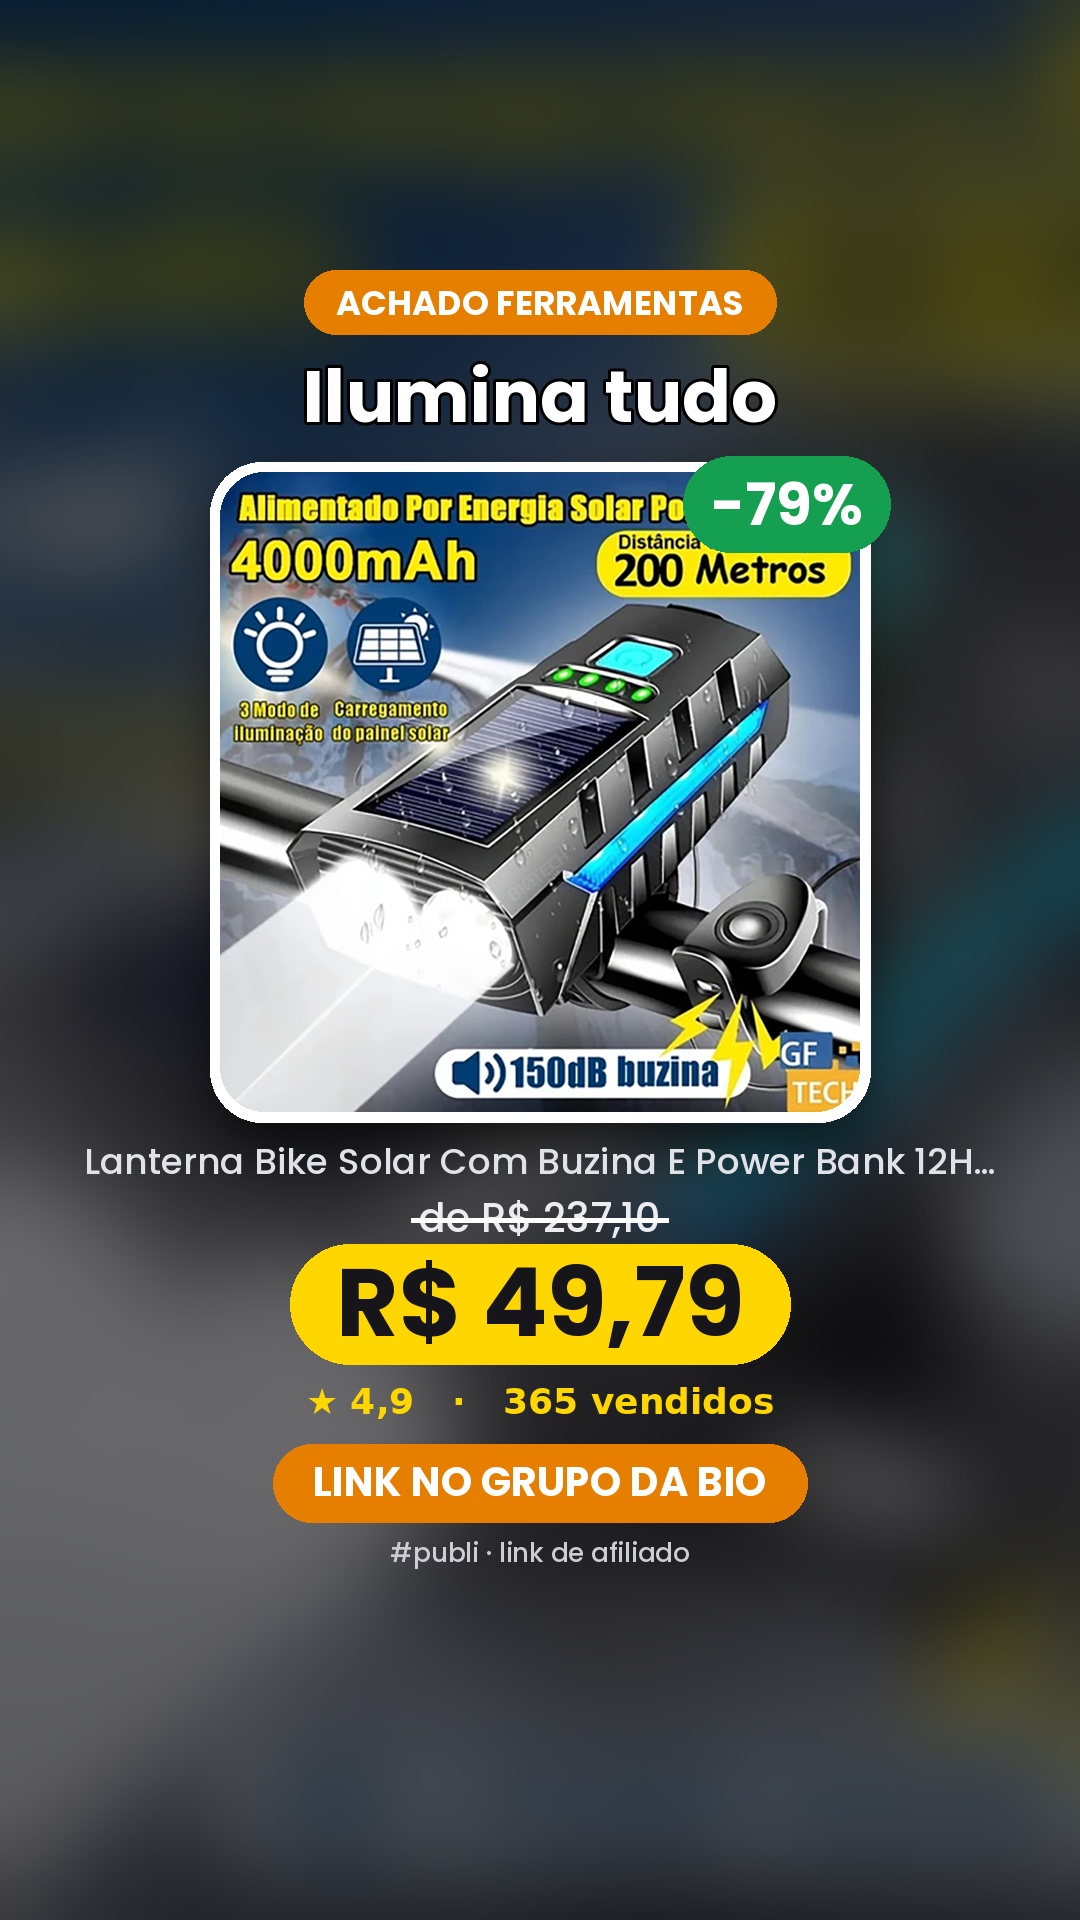 ACHADO FERRAMENTAS
Ilumina tudo
-79%
Alimentado Por Energia Solar
4000mAh
Distância
200 Metros
3 Modo de
iluminação
Carregamento
do painel solar
150dB buzina
GF
TECH
Lanterna Bike Solar Com Buzina E Power Bank 12H...
de R$ 237,10
R$ 49,79
★ 4,9 · 365 vendidos
LINK NO GRUPO DA BIO
#publi · link de afiliado